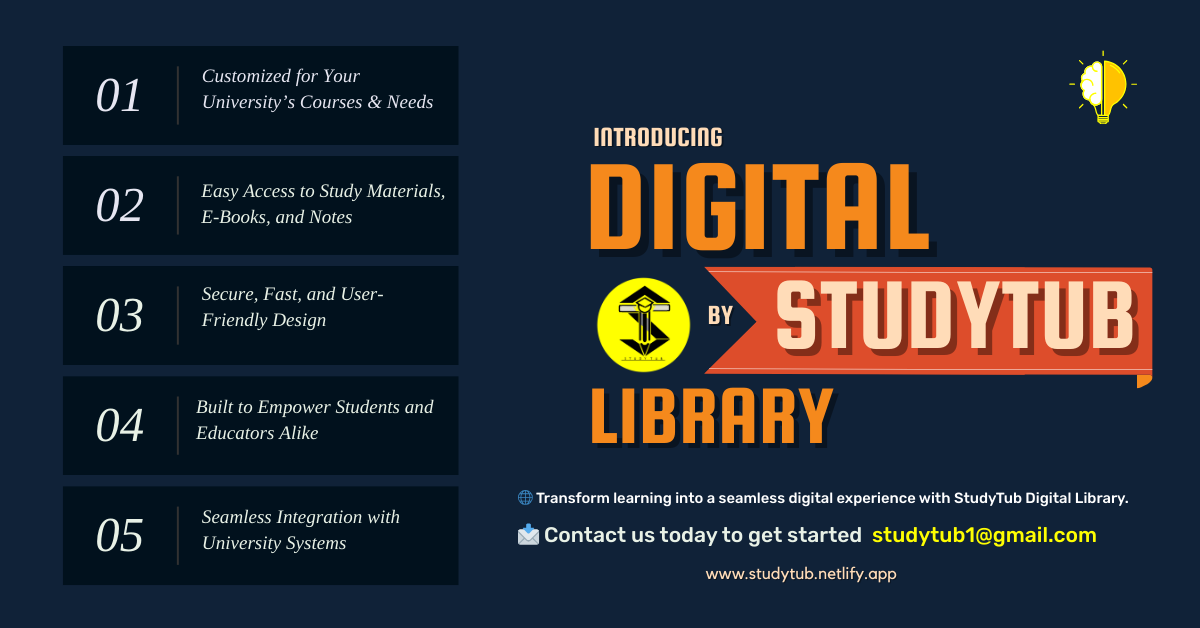 01
Customized for Your
University's Courses & Needs
02
Easy Access to Study Materials,
E-Books, and Notes
03
Secure, Fast, and User-
Friendly Design
04
Built to Empower Students and
Educators Alike
05
Seamless Integration with
University Systems
INTRODUCING
DIGITAL
BY STUDYTUB
STUDYTUB
LIBRARY
Transform learning into a seamless digital experience with StudyTub Digital Library.
Contact us today to get started studytub1@gmail.com
www.studytub.netlify.app